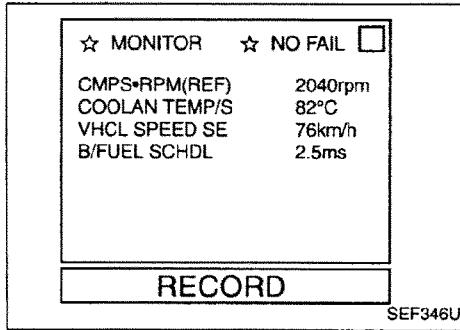 ☆ MONITOR ☆ NO FAIL
CMPS•RPM(REF) 2040rpm
COOLAN TEMP/S 82°C
VHCL SPEED SE 76km/h
B/FUEL SCHDL 2.5ms
RECORD
SEF346U